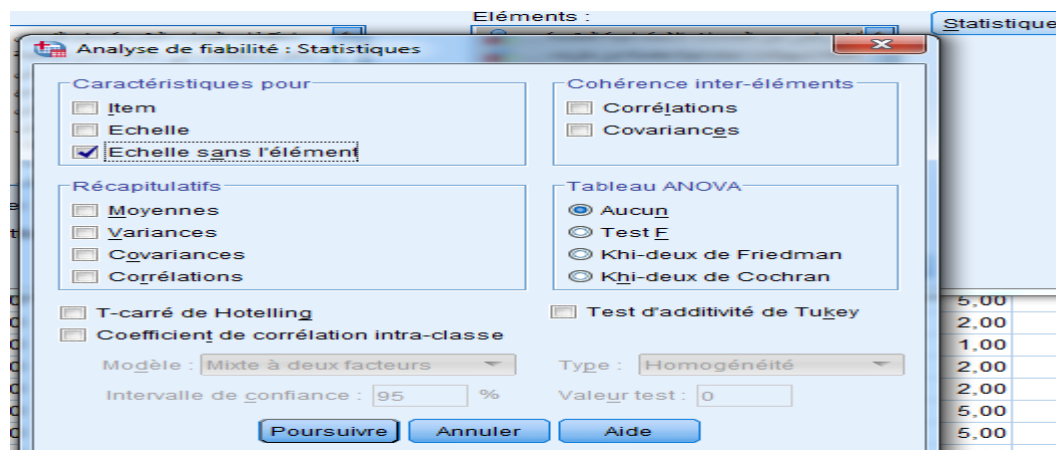 Eléments :
Statistique
Analyse de fiabilité : Statistiques
Caractéristiques pour
Item
Echelle
Echelle sans l'élément
Cohérence inter-éléments
Corrélations
Covariances
Récapitulatifs
Moyennes
Variances
Covariances
Corrélations
Tableau ANOVA
Aucun
Test F
Khi-deux de Friedman
Khi-deux de Cochran
T-carré de Hotelling
Test d'additivité de Tukey
Coefficient de corrélation intra-classe
Modèle : Mixte à deux facteurs
Type : Homogénéité
Intervalle de confiance : 95 %
Valeur test : 0
Poursuivre Annuler Aide
5,00
2,00
1,00
2,00
2,00
5,00
5,00